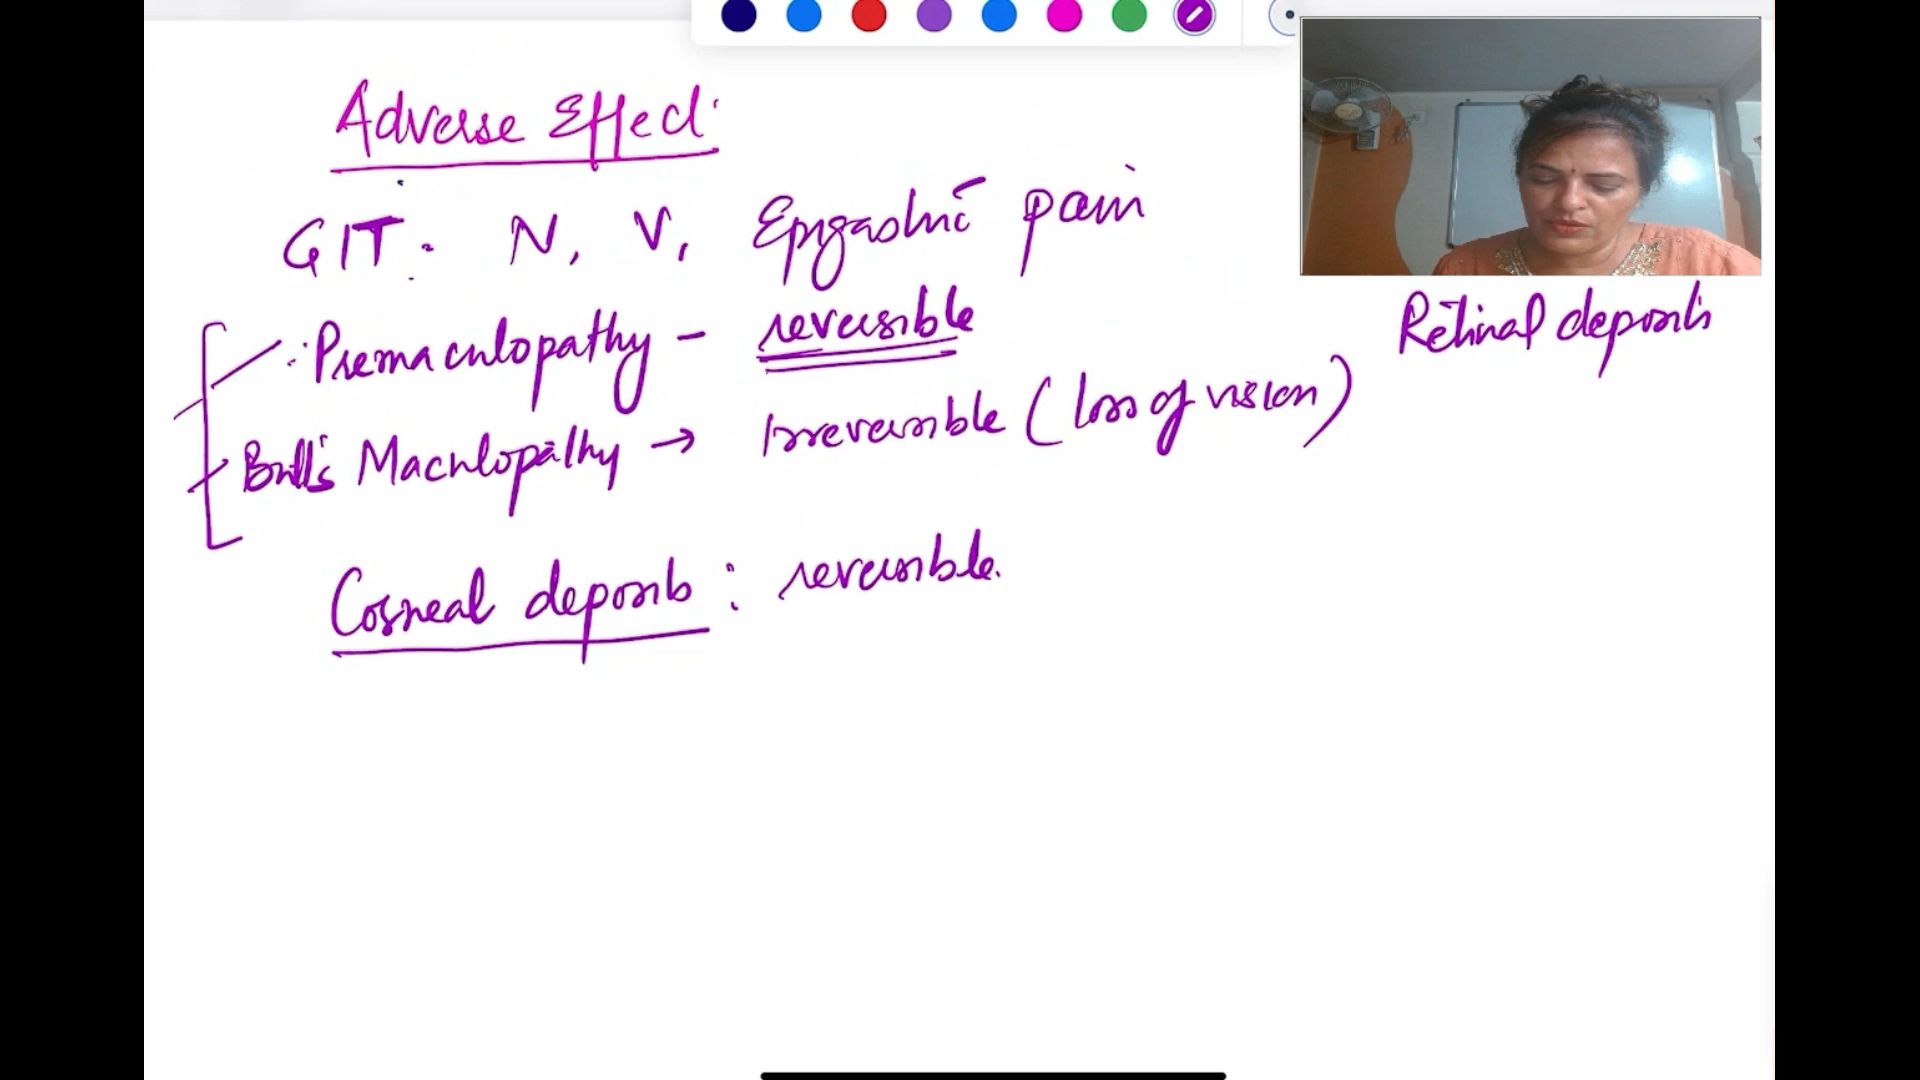 Adverse Effect:
GIT: N, V, Epigastric pain
Retinal deposits
Premaculopathy - reversible
Bull's Maculopathy → Irreversible (loss of vision)
Corneal deposits : reversible.